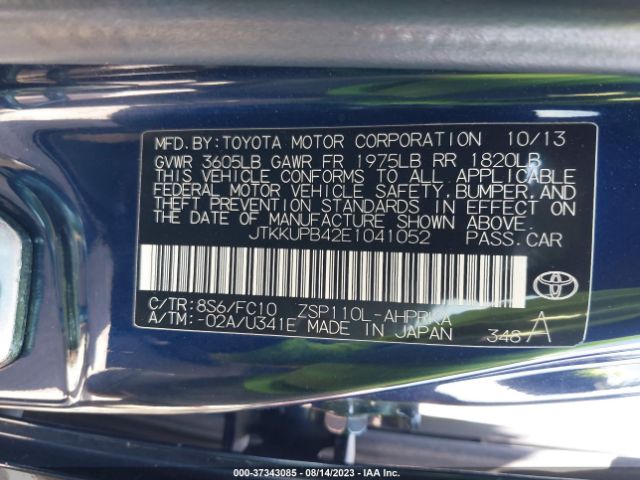 MFD. BY: TOYOTA MOTOR CORPORATION 10/13
GVWR 3605LB GAWR FR 1975LB RR 1820LB
THIS VEHICLE CONFORMS TO ALL APPLICABLE
FEDERAL MOTOR VEHICLE SAFETY, BUMPER, AND
THEFT PREVENTION STANDARDS IN EFFECT ON
THE DATE OF MANUFACTURE SHOWN ABOVE.
JTKKUPB42E1041052 PASS. CAR
C/TR: 8S6/FC10 ZSP110L-AHPRKA
A/TM: -02A/U341E MADE IN JAPAN 348 A
000-37343085 - 08/14/2023 - IAA Inc.